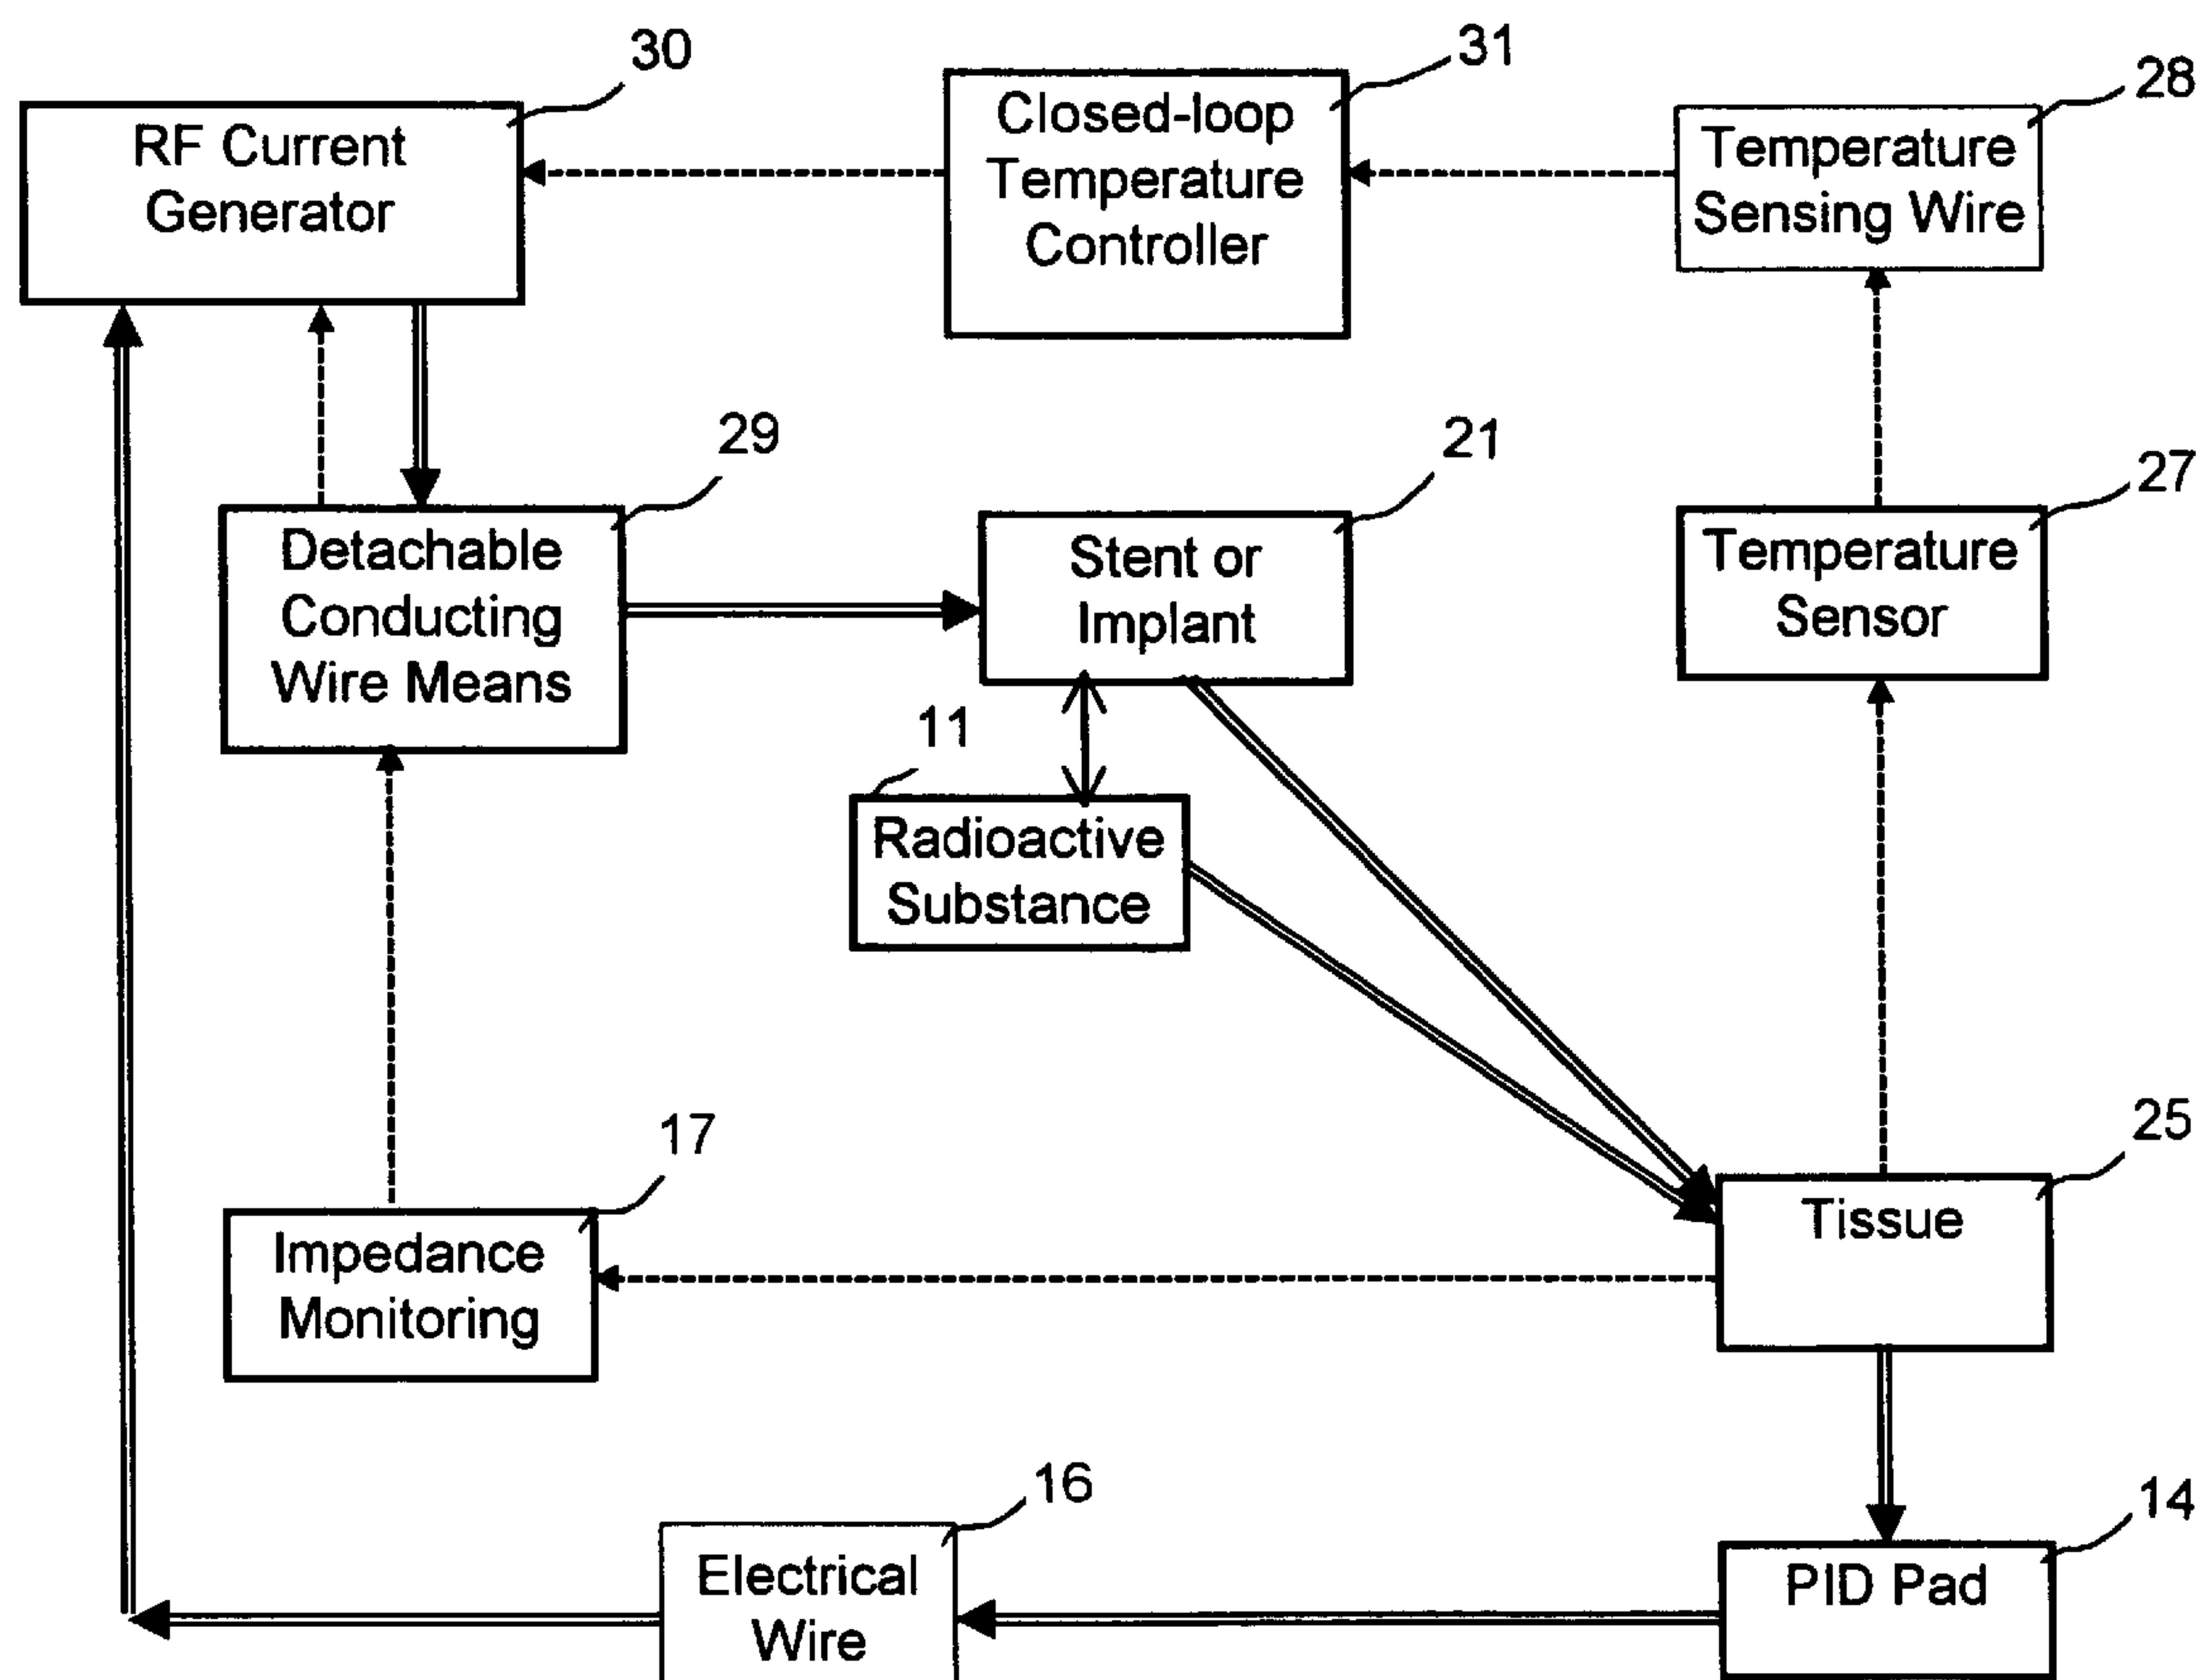 30
31
28
RF Current
Generator
Closed-loop
Temperature
Controller
Temperature
Sensing Wire
29
21
27
Detachable
Conducting
Wire Means
Stent or
Implant
Temperature
Sensor
11
Radioactive
Substance
17
25
Impedance
Monitoring
Tissue
16
14
Electrical
Wire
PID Pad